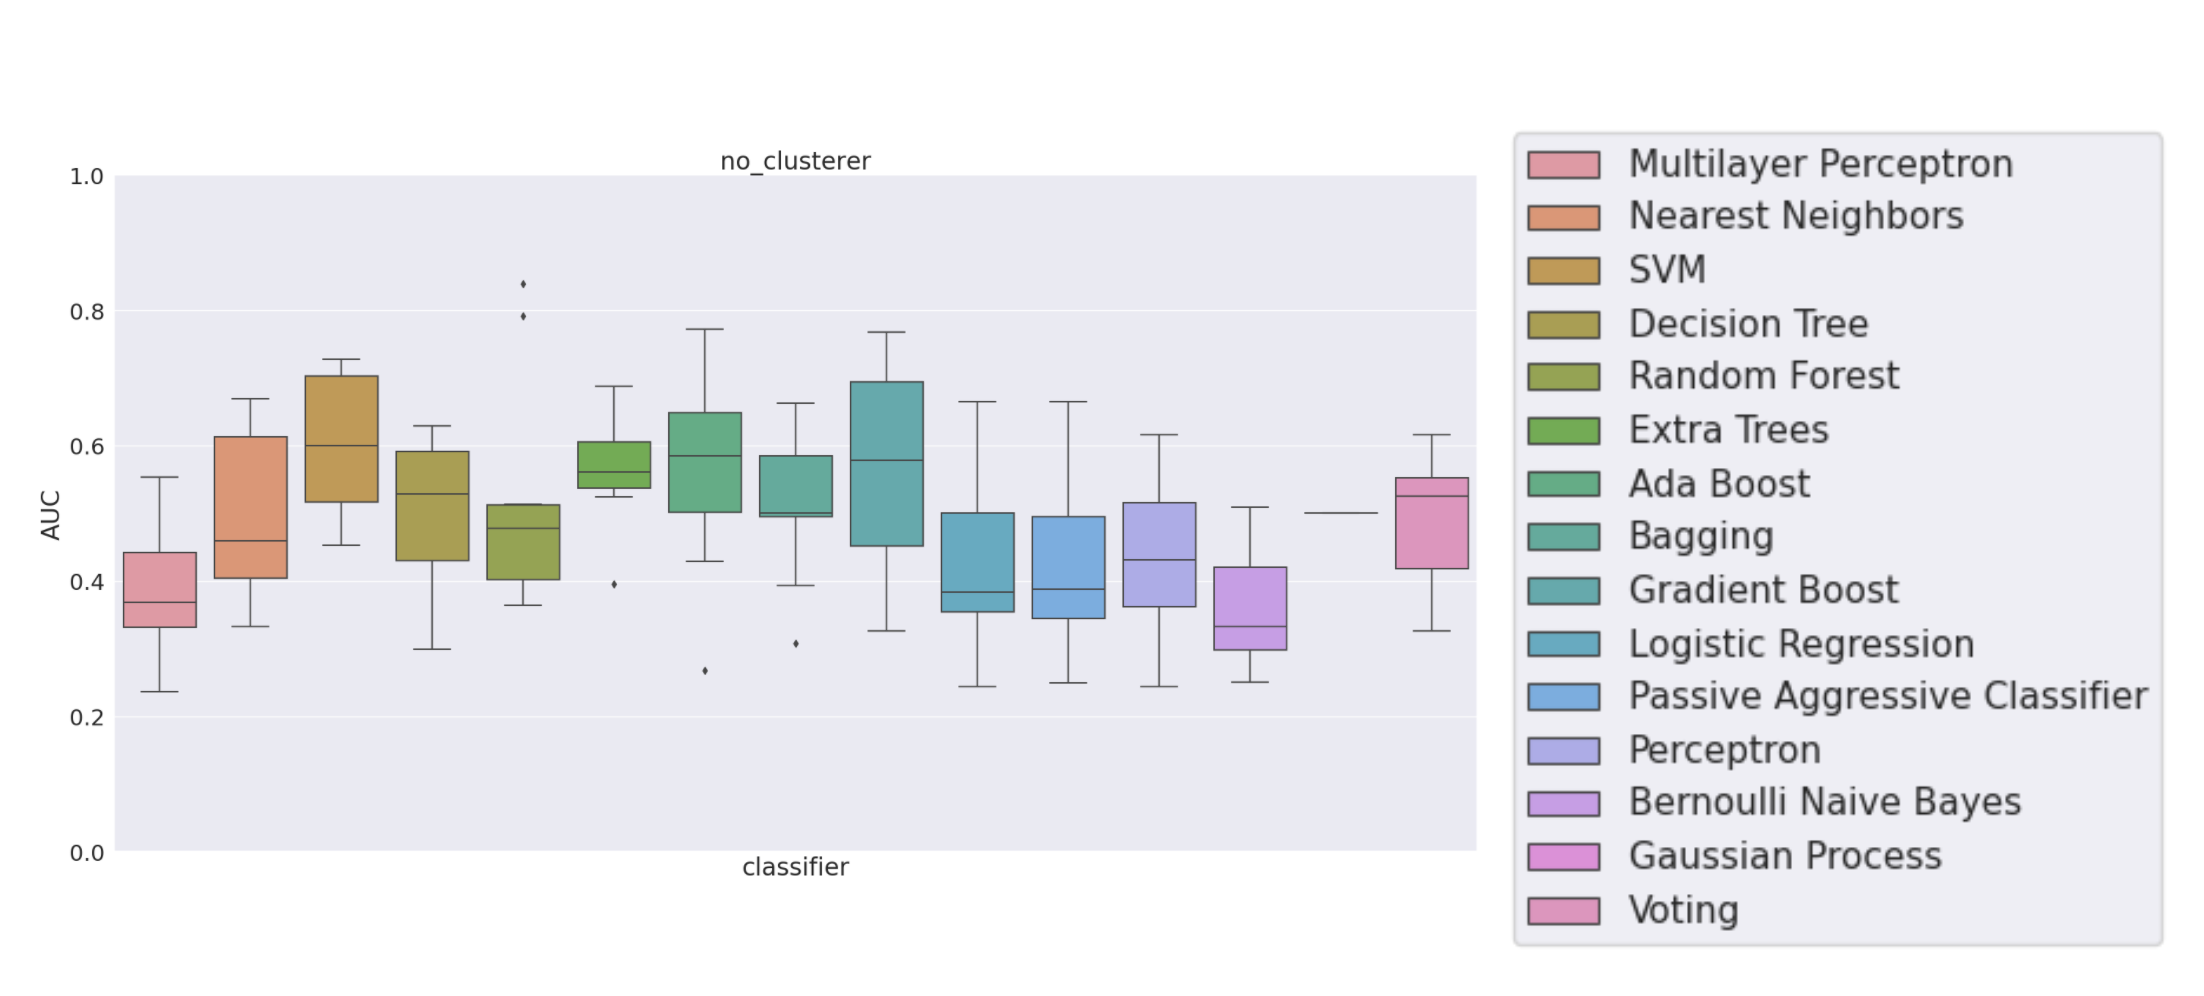 no_clusterer
1.0
0.8
0.6
0.4
0.2
0.0
AUC
classifier
Multilayer Perceptron
Nearest Neighbors
SVM
Decision Tree
Random Forest
Extra Trees
Ada Boost
Bagging
Gradient Boost
Logistic Regression
Passive Aggressive Classifier
Perceptron
Bernoulli Naive Bayes
Gaussian Process
Voting